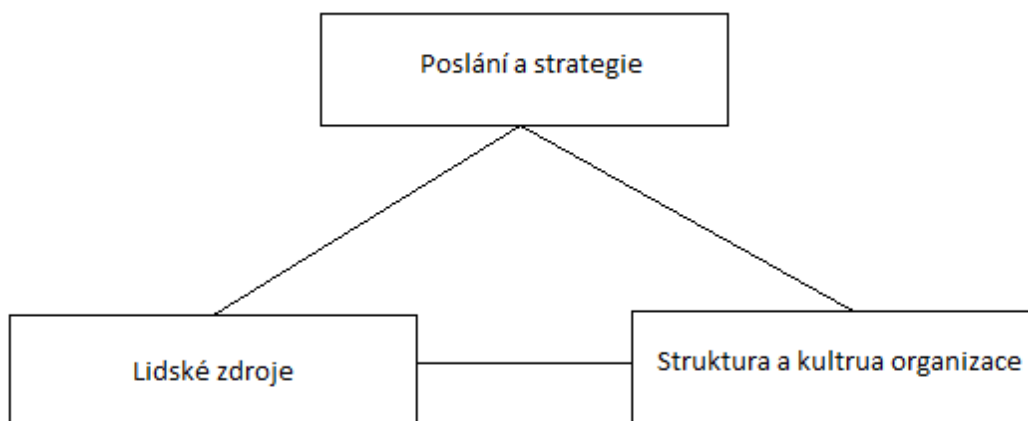 Poslání a strategie
Lidské zdroje
Struktura a kultrua organizace